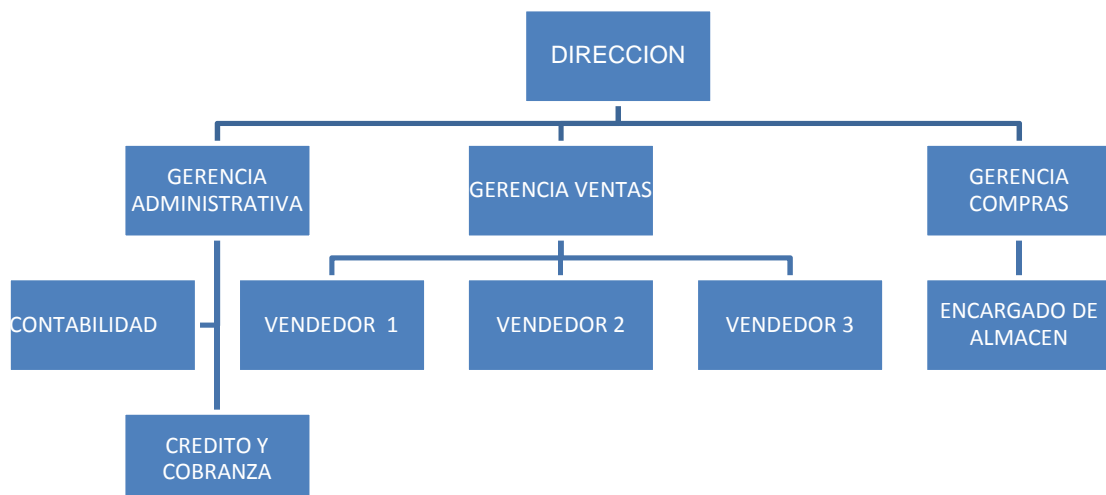 DIRECCION
GERENCIA
ADMINISTRATIVA
GERENCIA VENTAS
GERENCIA
COMPRAS
CONTABILIDAD
VENDEDOR  1
VENDEDOR 2
VENDEDOR 3
ENCARGADO DE
ALMACEN
CREDITO Y
COBRANZA